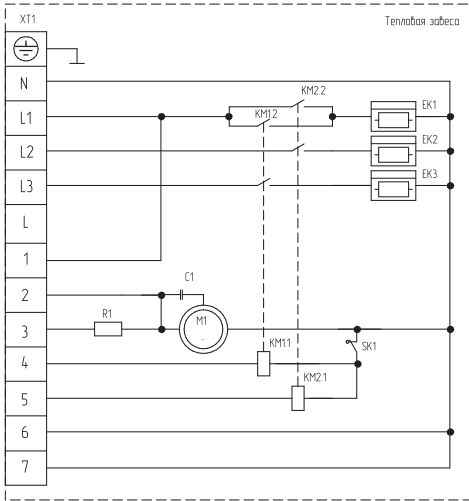 XT1
Тепловая завеса
N
KM2.2
L1
KM1.2
EK1
L2
EK2
L3
EK3
L
1
2
C1
3
R1
M1
~
KM1.1
SK1
4
KM2.1
5
6
7